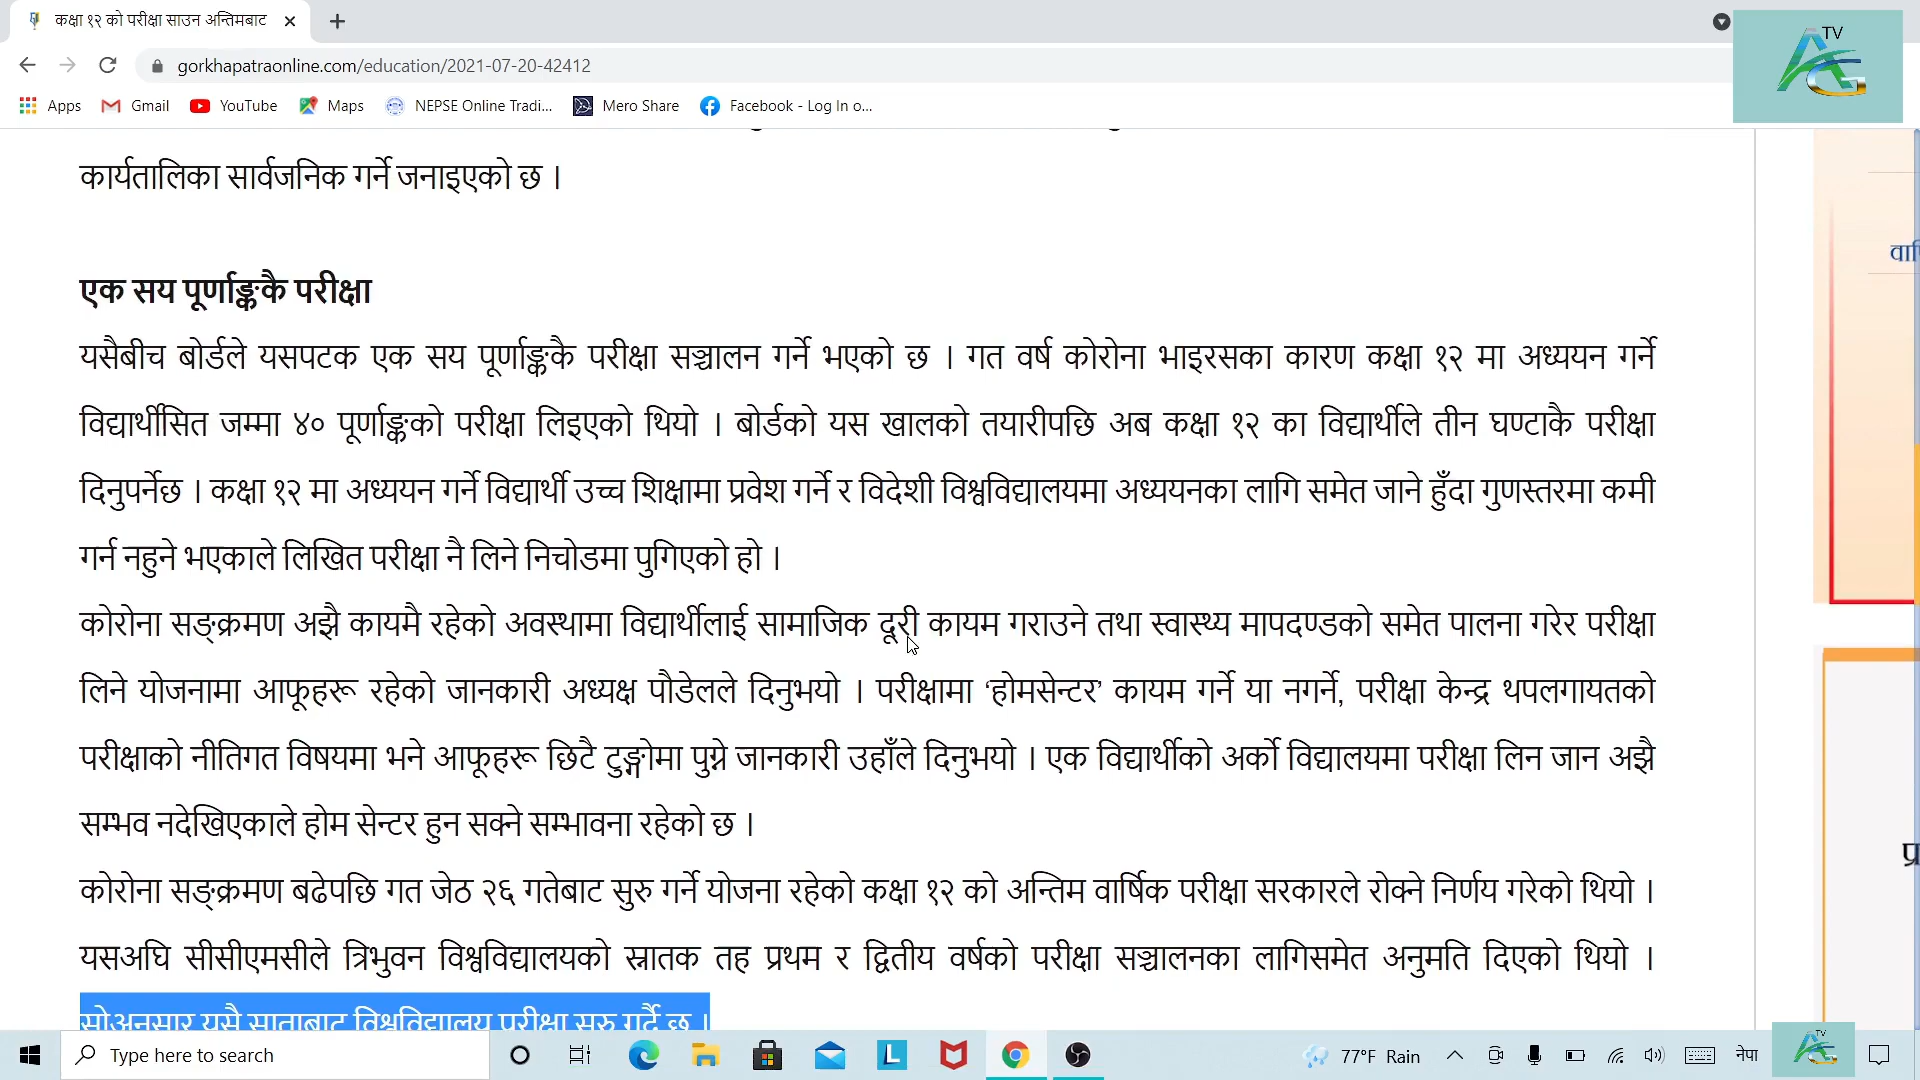 कक्षा १२ को परीक्षा साउन अन्तिमबाट
TV
gorkhapatraonline.com/education/2021-07-20-42412
Apps Gmail YouTube Maps NEPSE Online Tradi... Mero Share Facebook - Log In o...
कार्यतालिका सार्वजनिक गर्ने जनाइएको छ ।
एक सय पूर्णाङ्ककै परीक्षा
यसैबीच बोर्डले यसपटक एक सय पूर्णाङ्ककै परीक्षा सञ्चालन गर्ने भएको छ । गत वर्ष कोरोना भाइरसका कारण कक्षा १२ मा अध्ययन गर्ने
विद्यार्थीसित जम्मा ४० पूर्णाङ्कको परीक्षा लिइएको थियो । बोर्डको यस खालको तयारीपछि अब कक्षा १२ का विद्यार्थीले तीन घण्टाकै परीक्षा
दिनुपर्नेछ । कक्षा १२ मा अध्ययन गर्ने विद्यार्थी उच्च शिक्षामा प्रवेश गर्ने र विदेशी विश्वविद्यालयमा अध्ययनका लागि समेत जाने हुँदा गुणस्तरमा कमी
गर्न नहुने भएकाले लिखित परीक्षा नै लिने निचोडमा पुगिएको हो ।
कोरोना सङ्क्रमण अझै कायमै रहेको अवस्थामा विद्यार्थीलाई सामाजिक दूरी कायम गराउने तथा स्वास्थ्य मापदण्डको समेत पालना गरेर परीक्षा
लिने योजनामा आफूहरू रहेको जानकारी अध्यक्ष पौडेलले दिनुभयो । परीक्षामा ‘होमसेन्टर’ कायम गर्ने या नगर्ने, परीक्षा केन्द्र थपलगायतको
परीक्षाको नीतिगत विषयमा भने आफूहरू छिटै टुङ्गोमा पुग्ने जानकारी उहाँले दिनुभयो । एक विद्यार्थीको अर्को विद्यालयमा परीक्षा लिन जान अझै
सम्भव नदेखिएकाले होम सेन्टर हुन सक्ने सम्भावना रहेको छ ।
कोरोना सङ्क्रमण बढेपछि गत जेठ २६ गतेबाट सुरु गर्ने योजना रहेको कक्षा १२ को अन्तिम वार्षिक परीक्षा सरकारले रोक्ने निर्णय गरेको थियो ।
यसअघि सीसीएमसीले त्रिभुवन विश्वविद्यालयको स्नातक तह प्रथम र द्वितीय वर्षको परीक्षा सञ्चालनका लागिसमेत अनुमति दिएको थियो ।
सोअनुसार यसै साताबाट विश्वविद्यालय परीक्षा सुरु गर्दै छ ।
Type here to search
77°F Rain
नेपा
TV